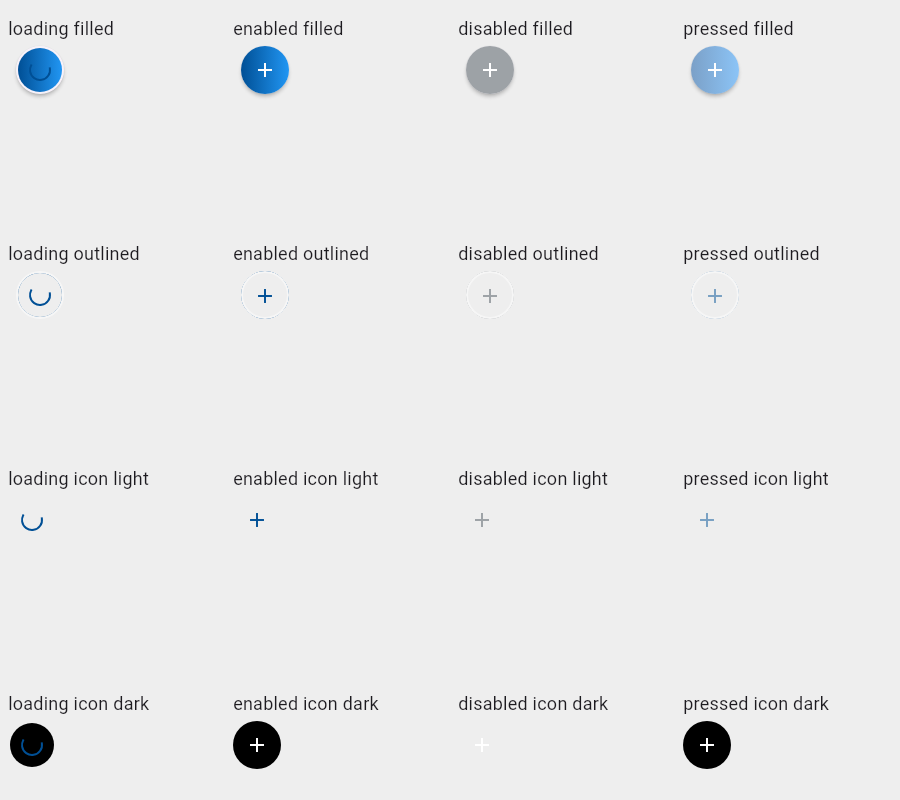 loading filled
enabled filled
disabled filled
pressed filled
loading outlined
enabled outlined
disabled outlined
pressed outlined
loading icon light
enabled icon light
disabled icon light
pressed icon light
loading icon dark
enabled icon dark
disabled icon dark
pressed icon dark